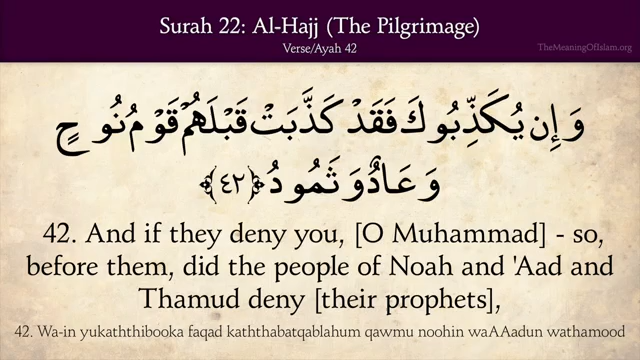 Surah 22: Al-Hajj (The Pilgrimage)
Verse/Ayah 42
TheMeaningOfIslam.org
وَإِن يُكَذِّبُوكَ فَقَدْ كَذَّبَتْ قَبْلَهُمْ قَوْمُ نُوحٍ
وَعَادٌ وَثَمُودُ ﴿٤٢﴾
42. And if they deny you, [O Muhammad] - so,
before them, did the people of Noah and 'Aad and
Thamud deny [their prophets],
42. Wa-in yukaththibooka faqad kaththabatqablahum qawmu noohin waAAadun wathamood